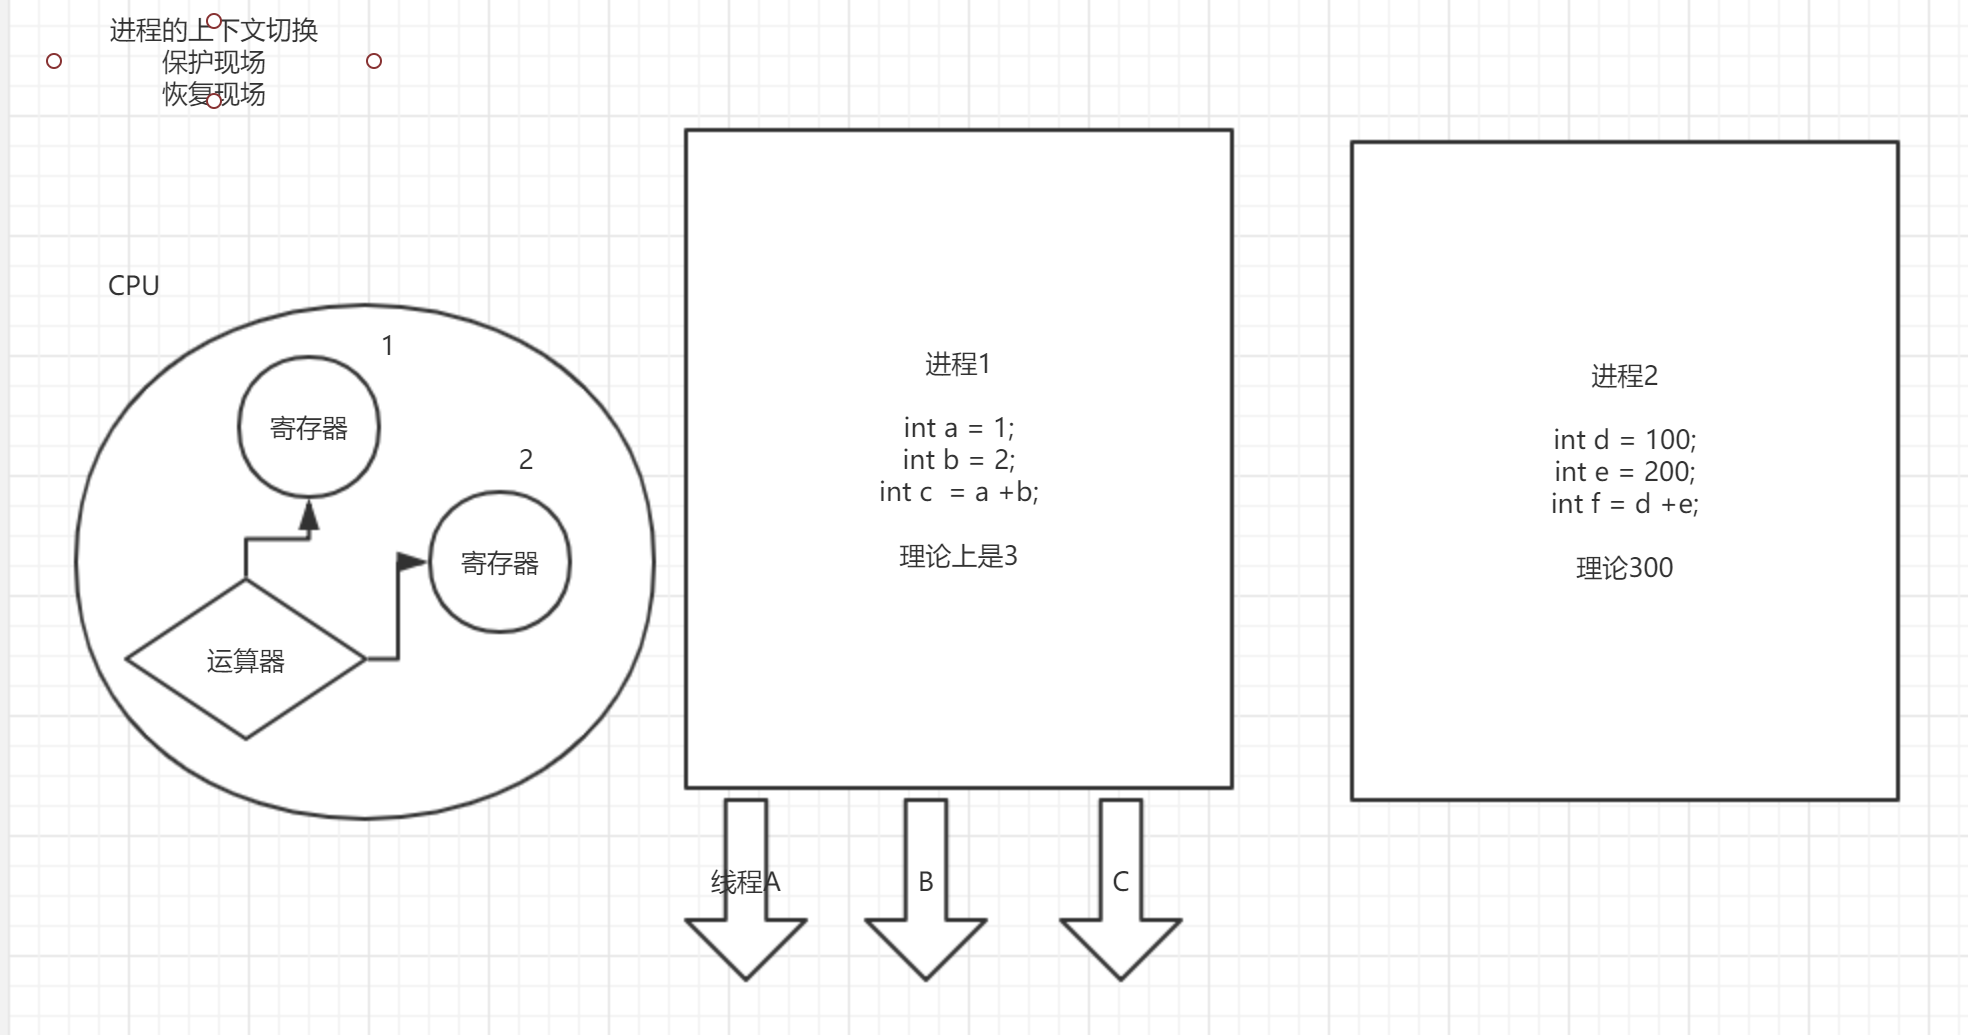 进程的上下文切换
保护现场
恢复现场
CPU
1
寄存器
2
寄存器
运算器
进程1
int a = 1;
int b = 2;
int c  = a +b;
理论上是3
线程A
B
C
进程2
int d = 100;
int e = 200;
int f = d +e;
理论300